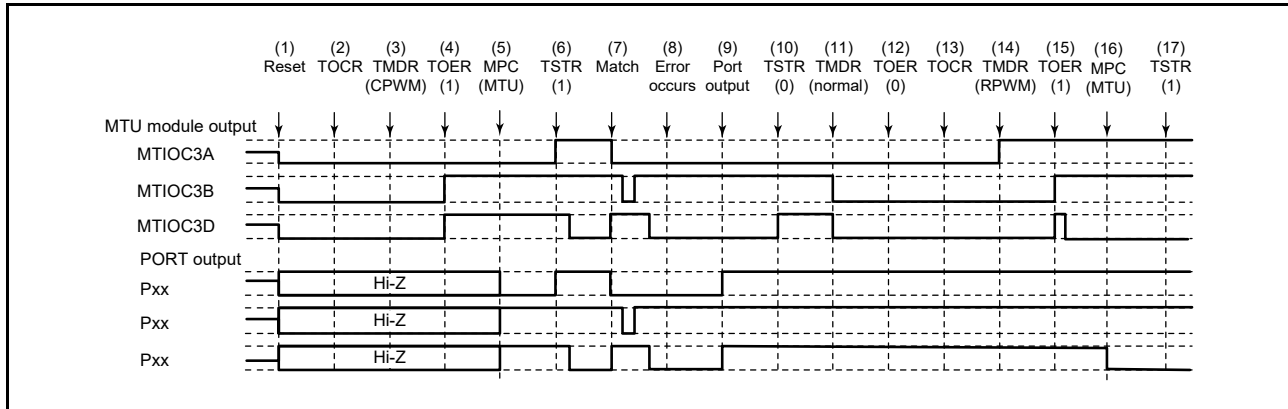 (1) (2) (3) (4) (5) (6) (7) (8) (9) (10) (11) (12) (13) (14) (15) (16) (17)
Reset TOCR TMDR TOER MPC TSTR Match Error Port TSTR TMDR TOER TOCR TMDR TOER MPC TSTR
(CPWM) (1) (MTU) (1) occurs output (0) (normal) (0) (RPWM) (1) (MTU) (1)
MTU module output
MTIOC3A
MTIOC3B
MTIOC3D
PORT output
Pxx Hi-Z
Pxx Hi-Z
Pxx Hi-Z